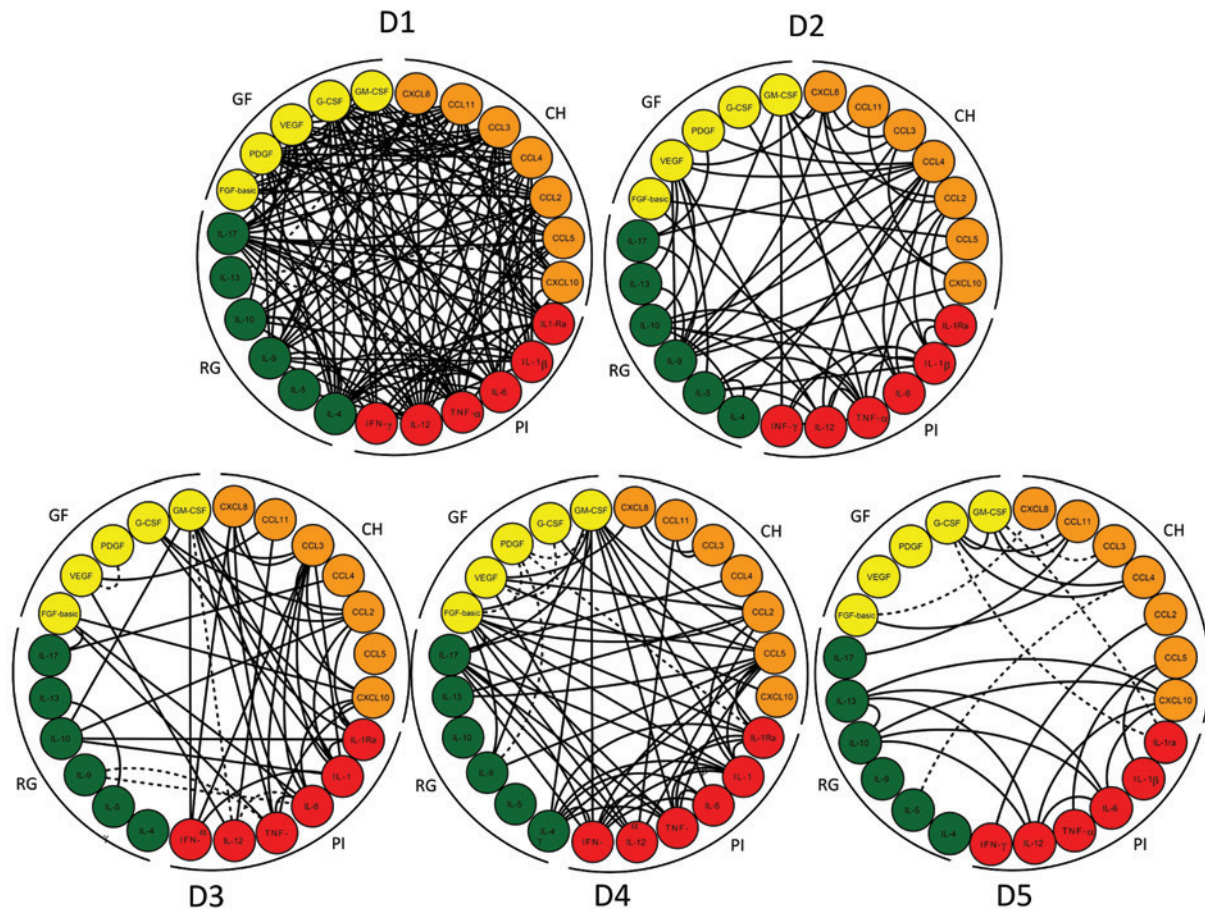 D1
D2
GF
CH
RG
PI
GM-CSF
CXCL8
CCL11
CCL3
CCL4
CCL2
CCL5
CXCL10
IL1-Ra
IL-1β
IL-6
TNF-α
IL-12
IFN-γ
IL-4
IL-5
IL-9
IL-10
IL-13
IL-17
FGF-basic
PDGF
VEGF
G-CSF
GF
CH
RG
PI
GM-CSF
CXCL8
CCL11
CCL3
CCL4
CCL2
CCL5
CXCL10
IL-1Ra
IL-1β
IL-6
TNF-α
IL-12
INF-γ
IL-4
IL-5
IL-9
IL-10
IL-13
IL-17
FGF-basic
VEGF
PDGF
G-CSF
GF
CH
RG
PI
GM-CSF
CXCL8
CCL11
CCL3
CCL4
CCL2
CCL5
CXCL10
IL-1Ra
IL-1
IL-6
TNF-
IL-12
IFN-
α
IL-4
γ
IL-5
IL-9
IL-10
IL-13
IL-17
FGF-basic
VEGF
PDGF
G-CSF
D3
GF
CH
RG
PI
GM-CSF
CXCL8
CCL11
CCL3
CCL4
CCL2
CCL5
CXCL10
IL-1Ra
IL-1
IL-6
TNF-
α
IL-12
IFN-
IL-4
γ
IL-5
IL-9
IL-10
IL-13
IL-17
FGF-basic
VEGF
PDGF
G-CSF
D4
GF
CH
RG
PI
GM-CSF
CXCL8
CCL11
CCL3
CCL4
CCL2
CCL5
CXCL10
IL-1ra
IL-1β
IL-6
TNF-α
IL-12
IFN-γ
IL-4
IL-5
IL-9
IL-10
IL-13
IL-17
FGF-basic
VEGF
PDGF
G-CSF
D5